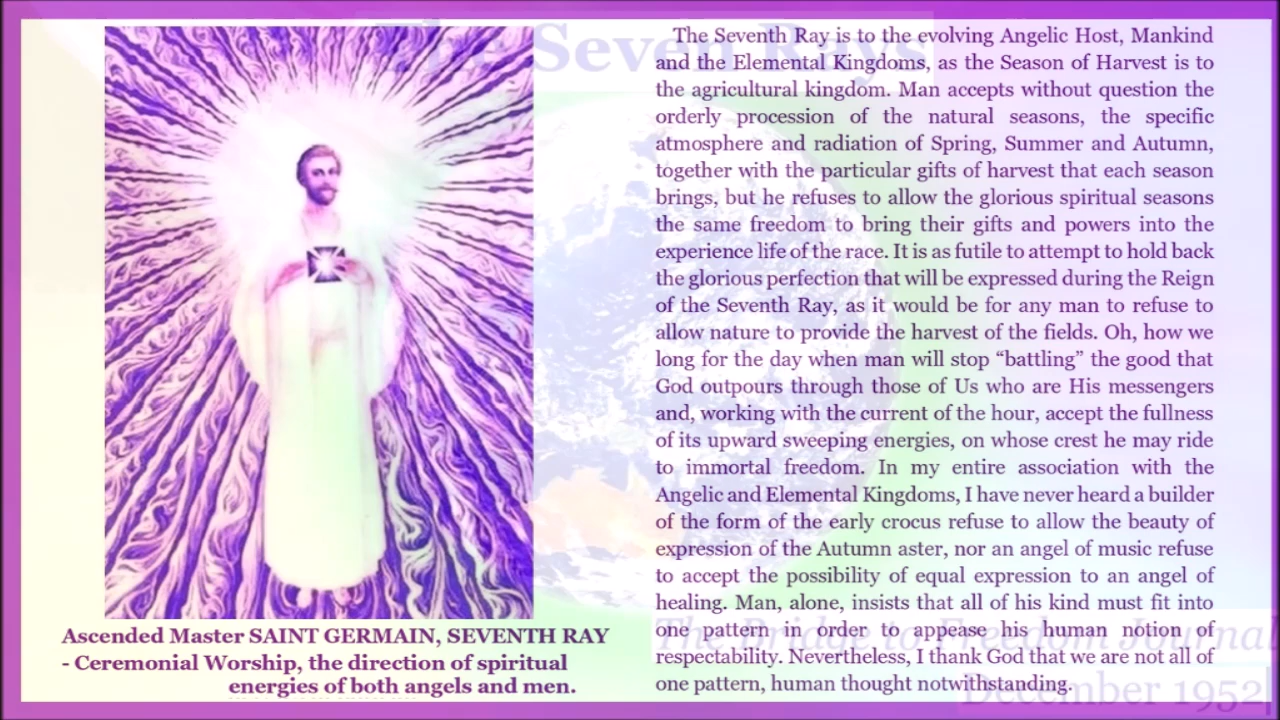 The Seven Rays
The Seventh Ray is to the evolving Angelic Host, Mankind
and the Elemental Kingdoms, as the Season of Harvest is to
the agricultural kingdom. Man accepts without question the
orderly procession of the natural seasons, the specific
atmosphere and radiation of Spring, Summer and Autumn,
together with the particular gifts of harvest that each season
brings, but he refuses to allow the glorious spiritual seasons
the same freedom to bring their gifts and powers into the
experience life of the race. It is as futile to attempt to hold back
the glorious perfection that will be expressed during the Reign
of the Seventh Ray, as it would be for any man to refuse to
allow nature to provide the harvest of the fields. Oh, how we
long for the day when man will stop “battling” the good that
God outpours through those of Us who are His messengers
and, working with the current of the hour, accept the fullness
of its upward sweeping energies, on whose crest he may ride
to immortal freedom. In my entire association with the
Angelic and Elemental Kingdoms, I have never heard a builder
of the form of the early crocus refuse to allow the beauty of
expression of the Autumn aster, nor an angel of music refuse
to accept the possibility of equal expression to an angel of
healing. Man, alone, insists that all of his kind must fit into
one pattern in order to appease his human notion of
respectability. Nevertheless, I thank God that we are not all of
one pattern, human thought notwithstanding.
Ascended Master SAINT GERMAIN, SEVENTH RAY
- Ceremonial Worship, the direction of spiritual
energies of both angels and men.
The Bridge to Freedom Journal
December 1952